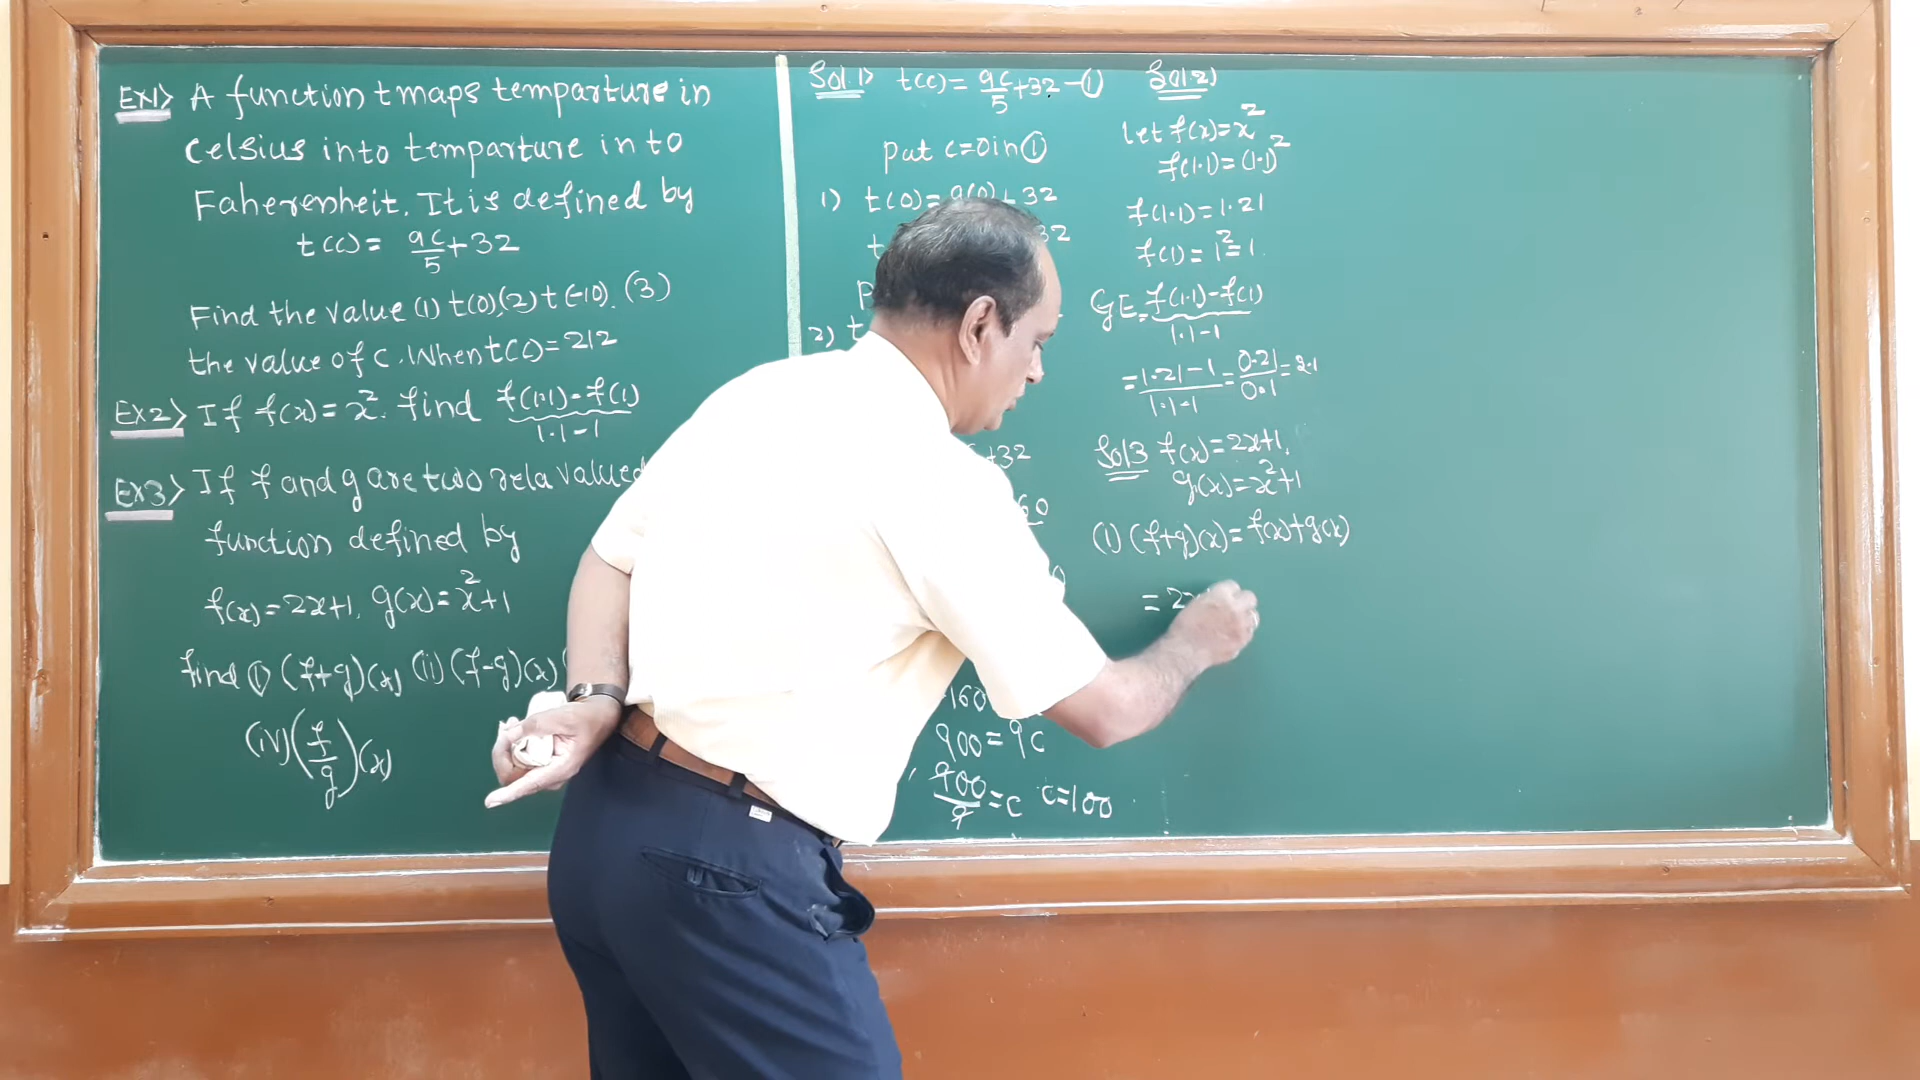 Ex1> A function t maps temparture in
celsius into temparture in to
Faherenheit. It is defined by
t(c) = 9c/5 + 32
Find the value (1) t(0),(2) t(-10). (3)
the value of c. When t(c) = 212
Ex2> If f(x) = x². find f(1.1) - f(1) / 1.1 - 1
Ex3> If f and g are two rela valued
function defined by
f(x) = 2x+1, g(x) = x²+1
find (i) (f+g)(x) (ii) (f-g)(x)
(iv) (f/g)(x)
Sol.1> t(c) = 9c/5 + 32 - ①
put c=0 in ①
1) t(0) = 9(0) + 32
32
2) t
+32
60
160
900 = 9c
900/9 = c c=100
Sol.2)
let f(x) = x²
f(1.1) = (1.1)²
f(1.1) = 1.21
f(1) = 1² = 1.
GE = f(1.1) - f(1) / 1.1 - 1
= 1.21 - 1 / 1.1 - 1 = 0.21 / 0.1 = 2.1
Sol3 f(x) = 2x+1,
g(x) = x²+1
(1) (f+g)(x) = f(x)+g(x)
= 2x